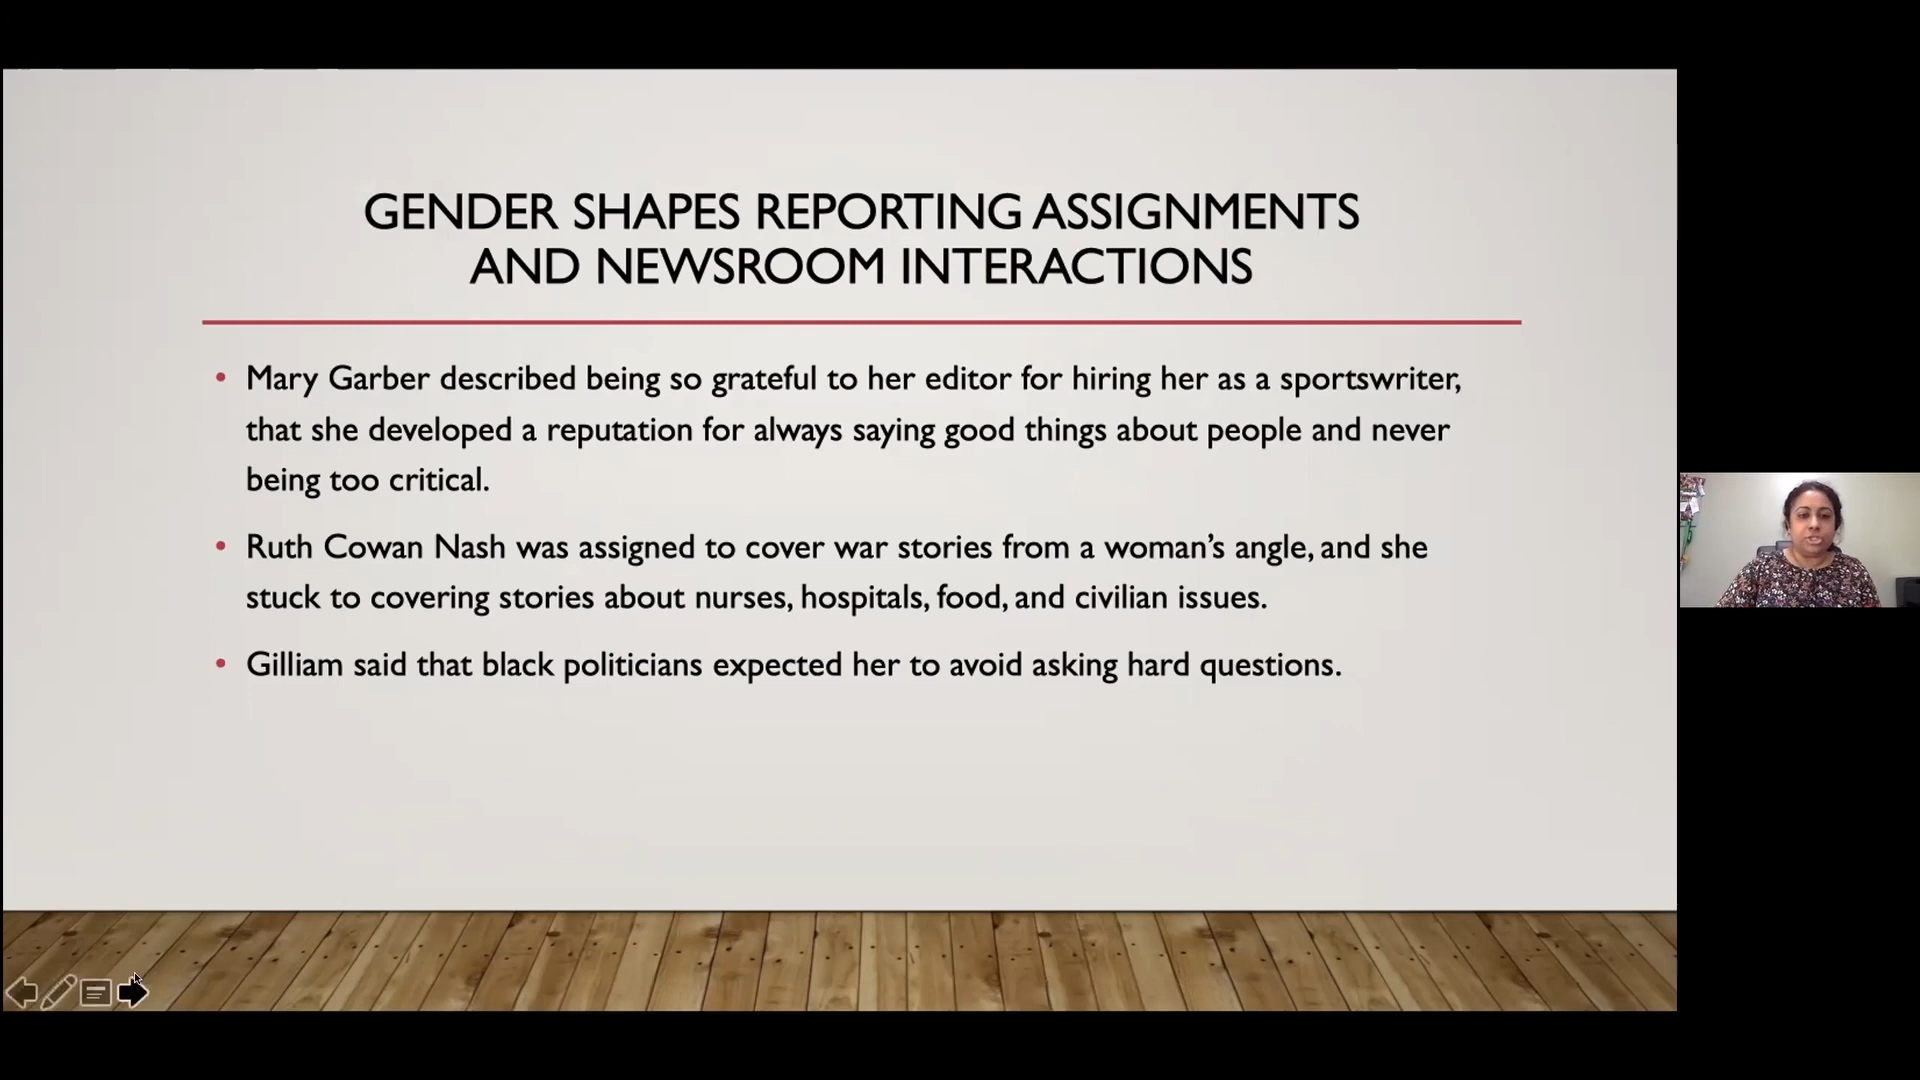 GENDER SHAPES REPORTING ASSIGNMENTS
AND NEWSROOM INTERACTIONS
• Mary Garber described being so grateful to her editor for hiring her as a sportswriter,
that she developed a reputation for always saying good things about people and never
being too critical.
• Ruth Cowan Nash was assigned to cover war stories from a woman’s angle, and she
stuck to covering stories about nurses, hospitals, food, and civilian issues.
• Gilliam said that black politicians expected her to avoid asking hard questions.